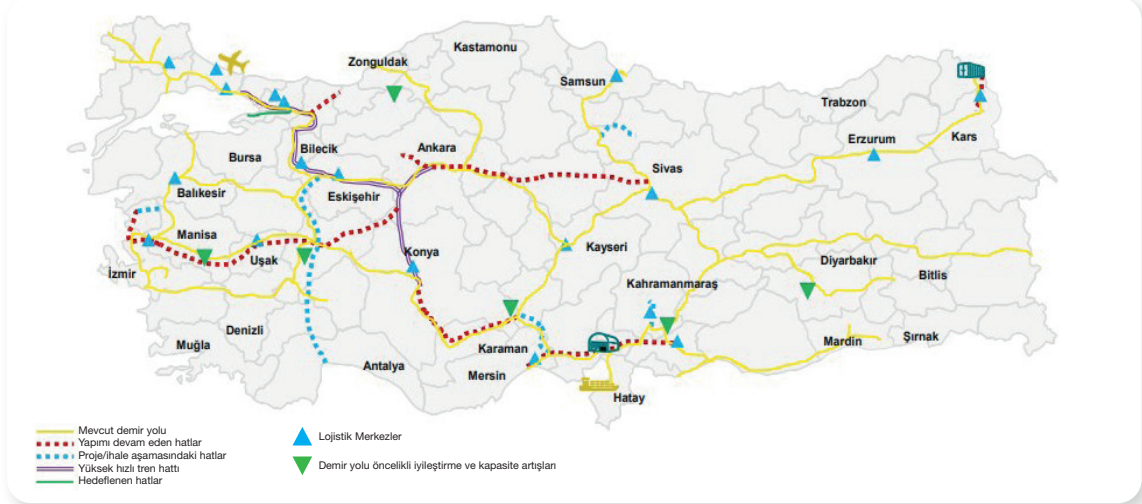 Kastamonu
Zonguldak
Samsun
Trabzon
Kars
Erzurum
Ankara
Bilecik
Bursa
Sivas
Eskişehir
Balıkesir
Manisa
Uşak
Kayseri
Konya
Diyarbakır
Bitlis
İzmir
Kahramanmaraş
Denizli
Muğla
Antalya
Karaman
Mersin
Mardin
Şırnak
Hatay
Mevcut demir yolu
Yapımı devam eden hatlar
Proje/ihale aşamasındaki hatlar
Yüksek hızlı tren hattı
Hedeflenen hatlar
Lojistik Merkezler
Demir yolu öncelikli iyileştirme ve kapasite artışları